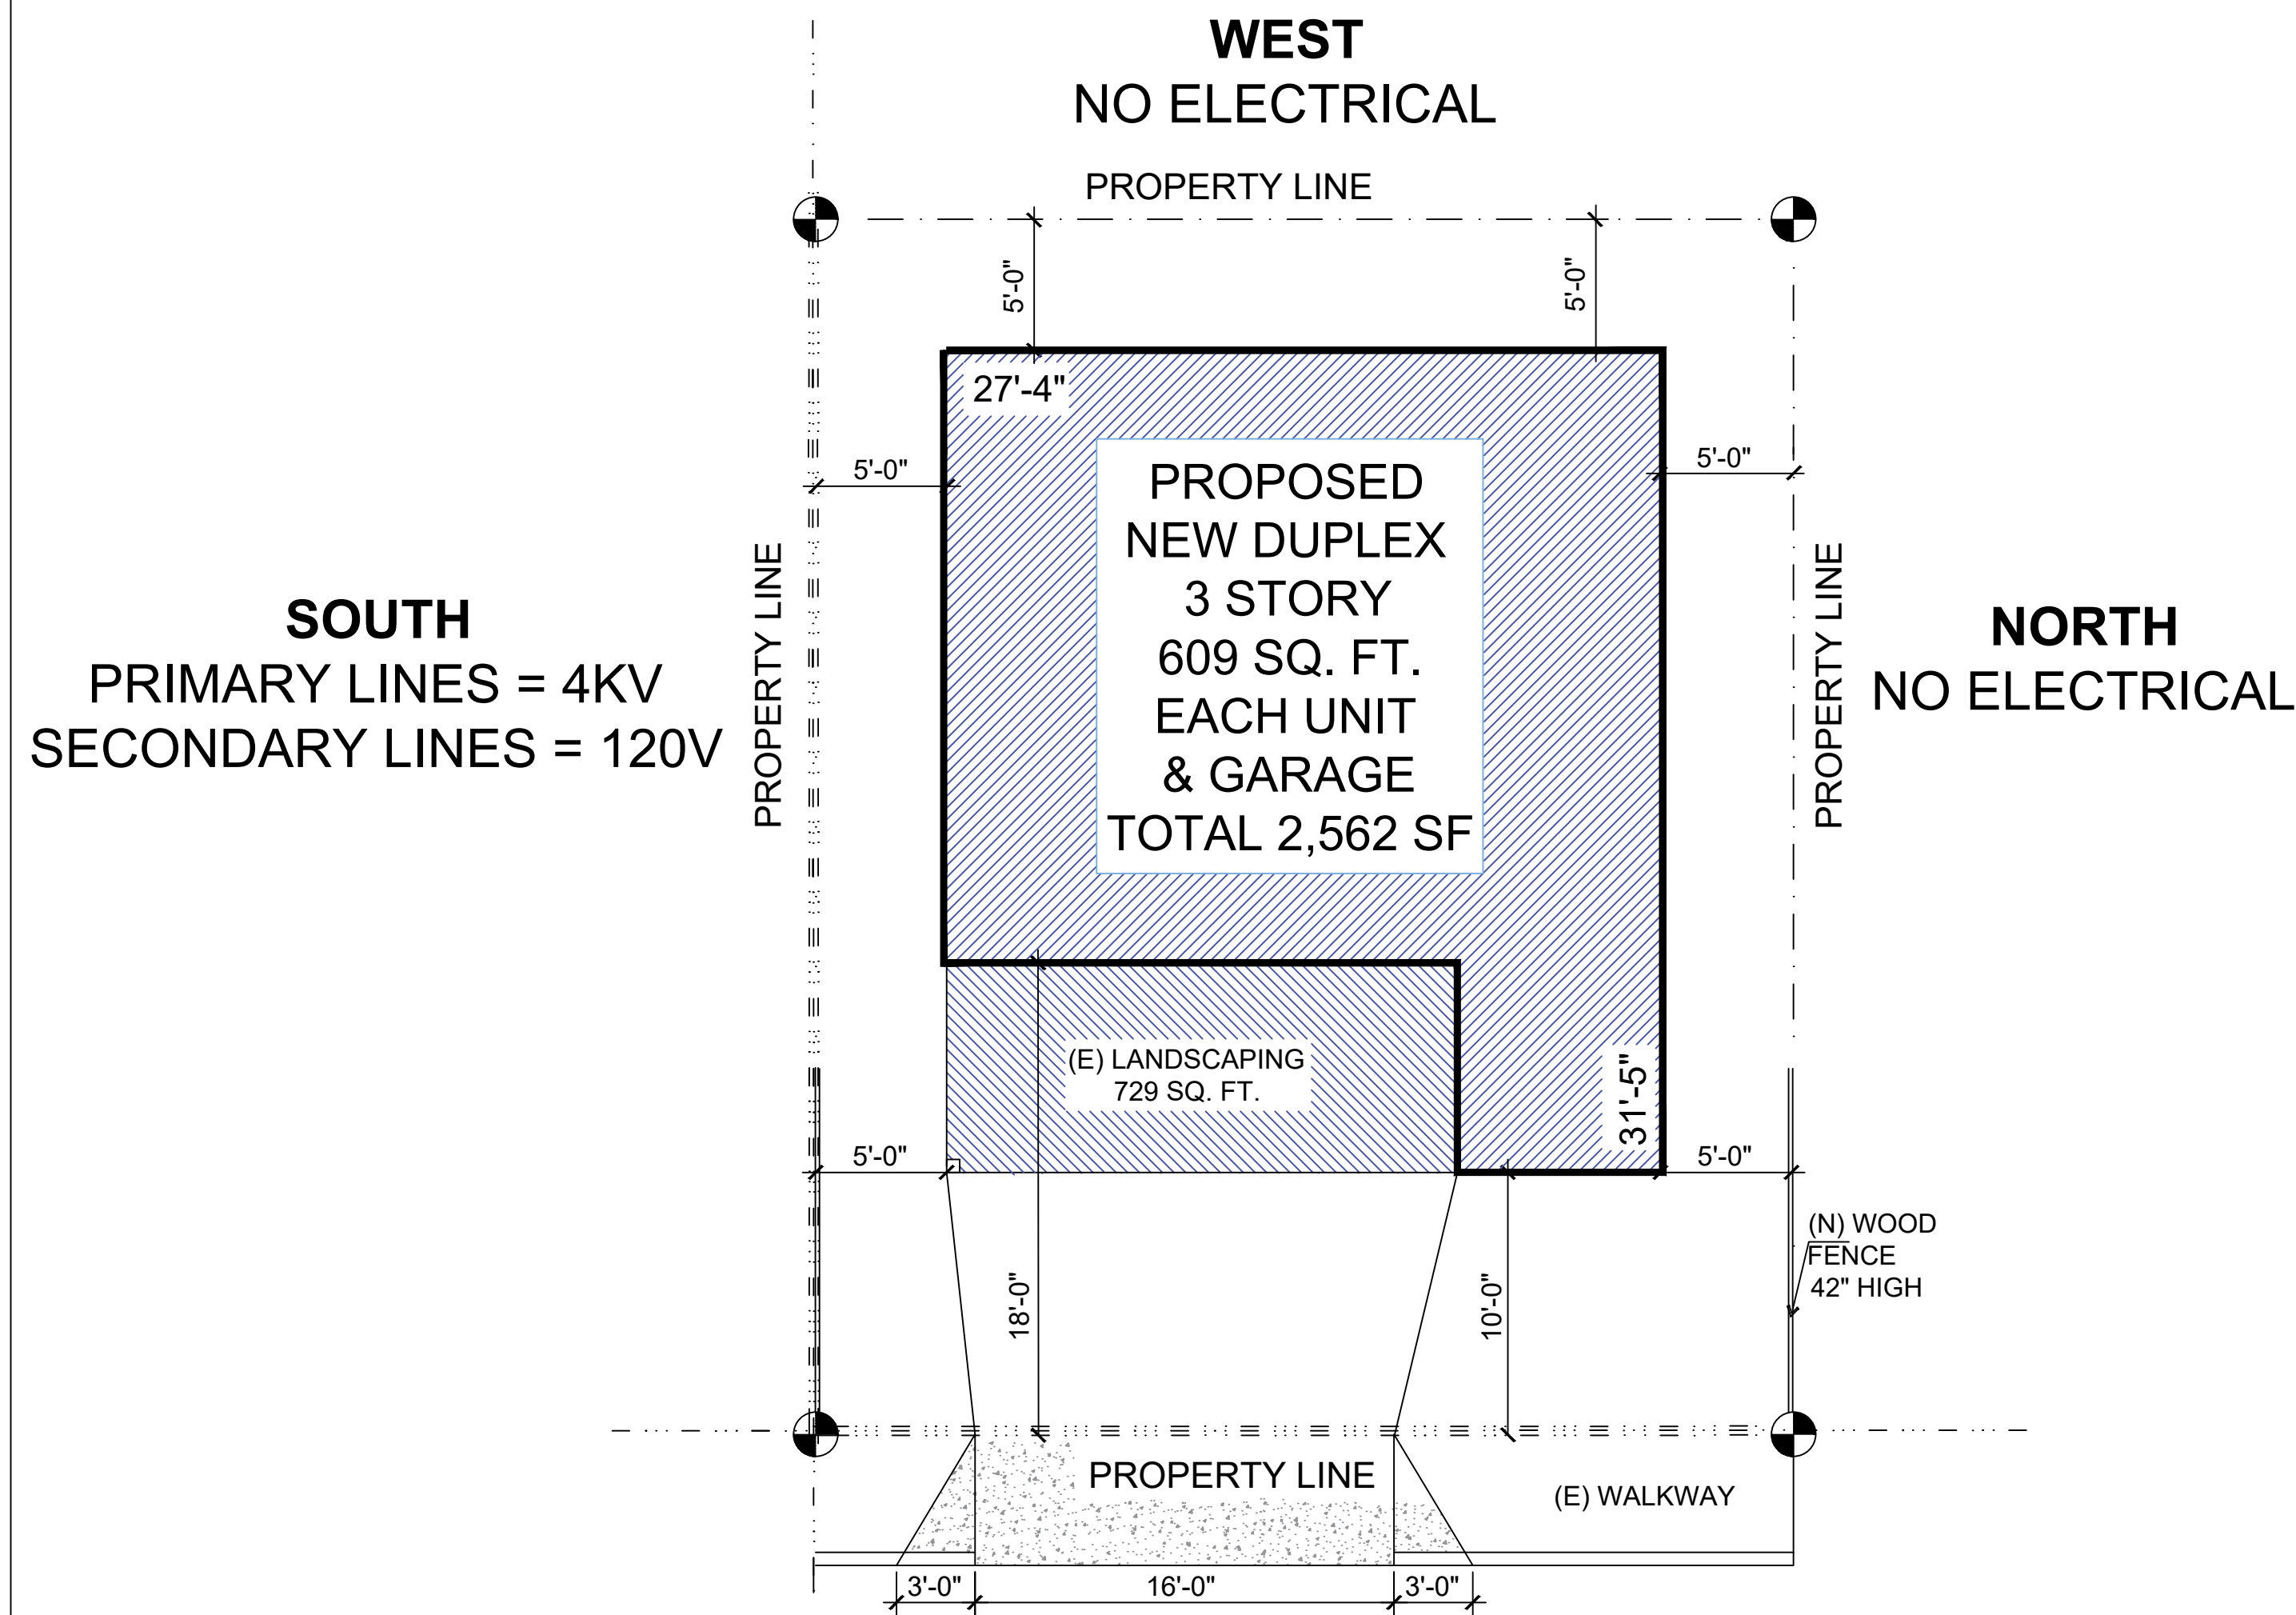 WEST
NO ELECTRICAL
PROPERTY LINE
5'-0"
5'-0"
27'-4"
5'-0"
5'-0"
PROPOSED
NEW DUPLEX
3 STORY
609 SQ. FT.
EACH UNIT
& GARAGE
TOTAL 2,562 SF
SOUTH
PRIMARY LINES = 4KV
SECONDARY LINES = 120V
PROPERTY LINE
PROPERTY LINE
NORTH
NO ELECTRICAL
(E) LANDSCAPING
729 SQ. FT.
31'-5"
5'-0"
5'-0"
(N) WOOD
FENCE
42" HIGH
18'-0"
10'-0"
PROPERTY LINE
(E) WALKWAY
3'-0"
16'-0"
3'-0"